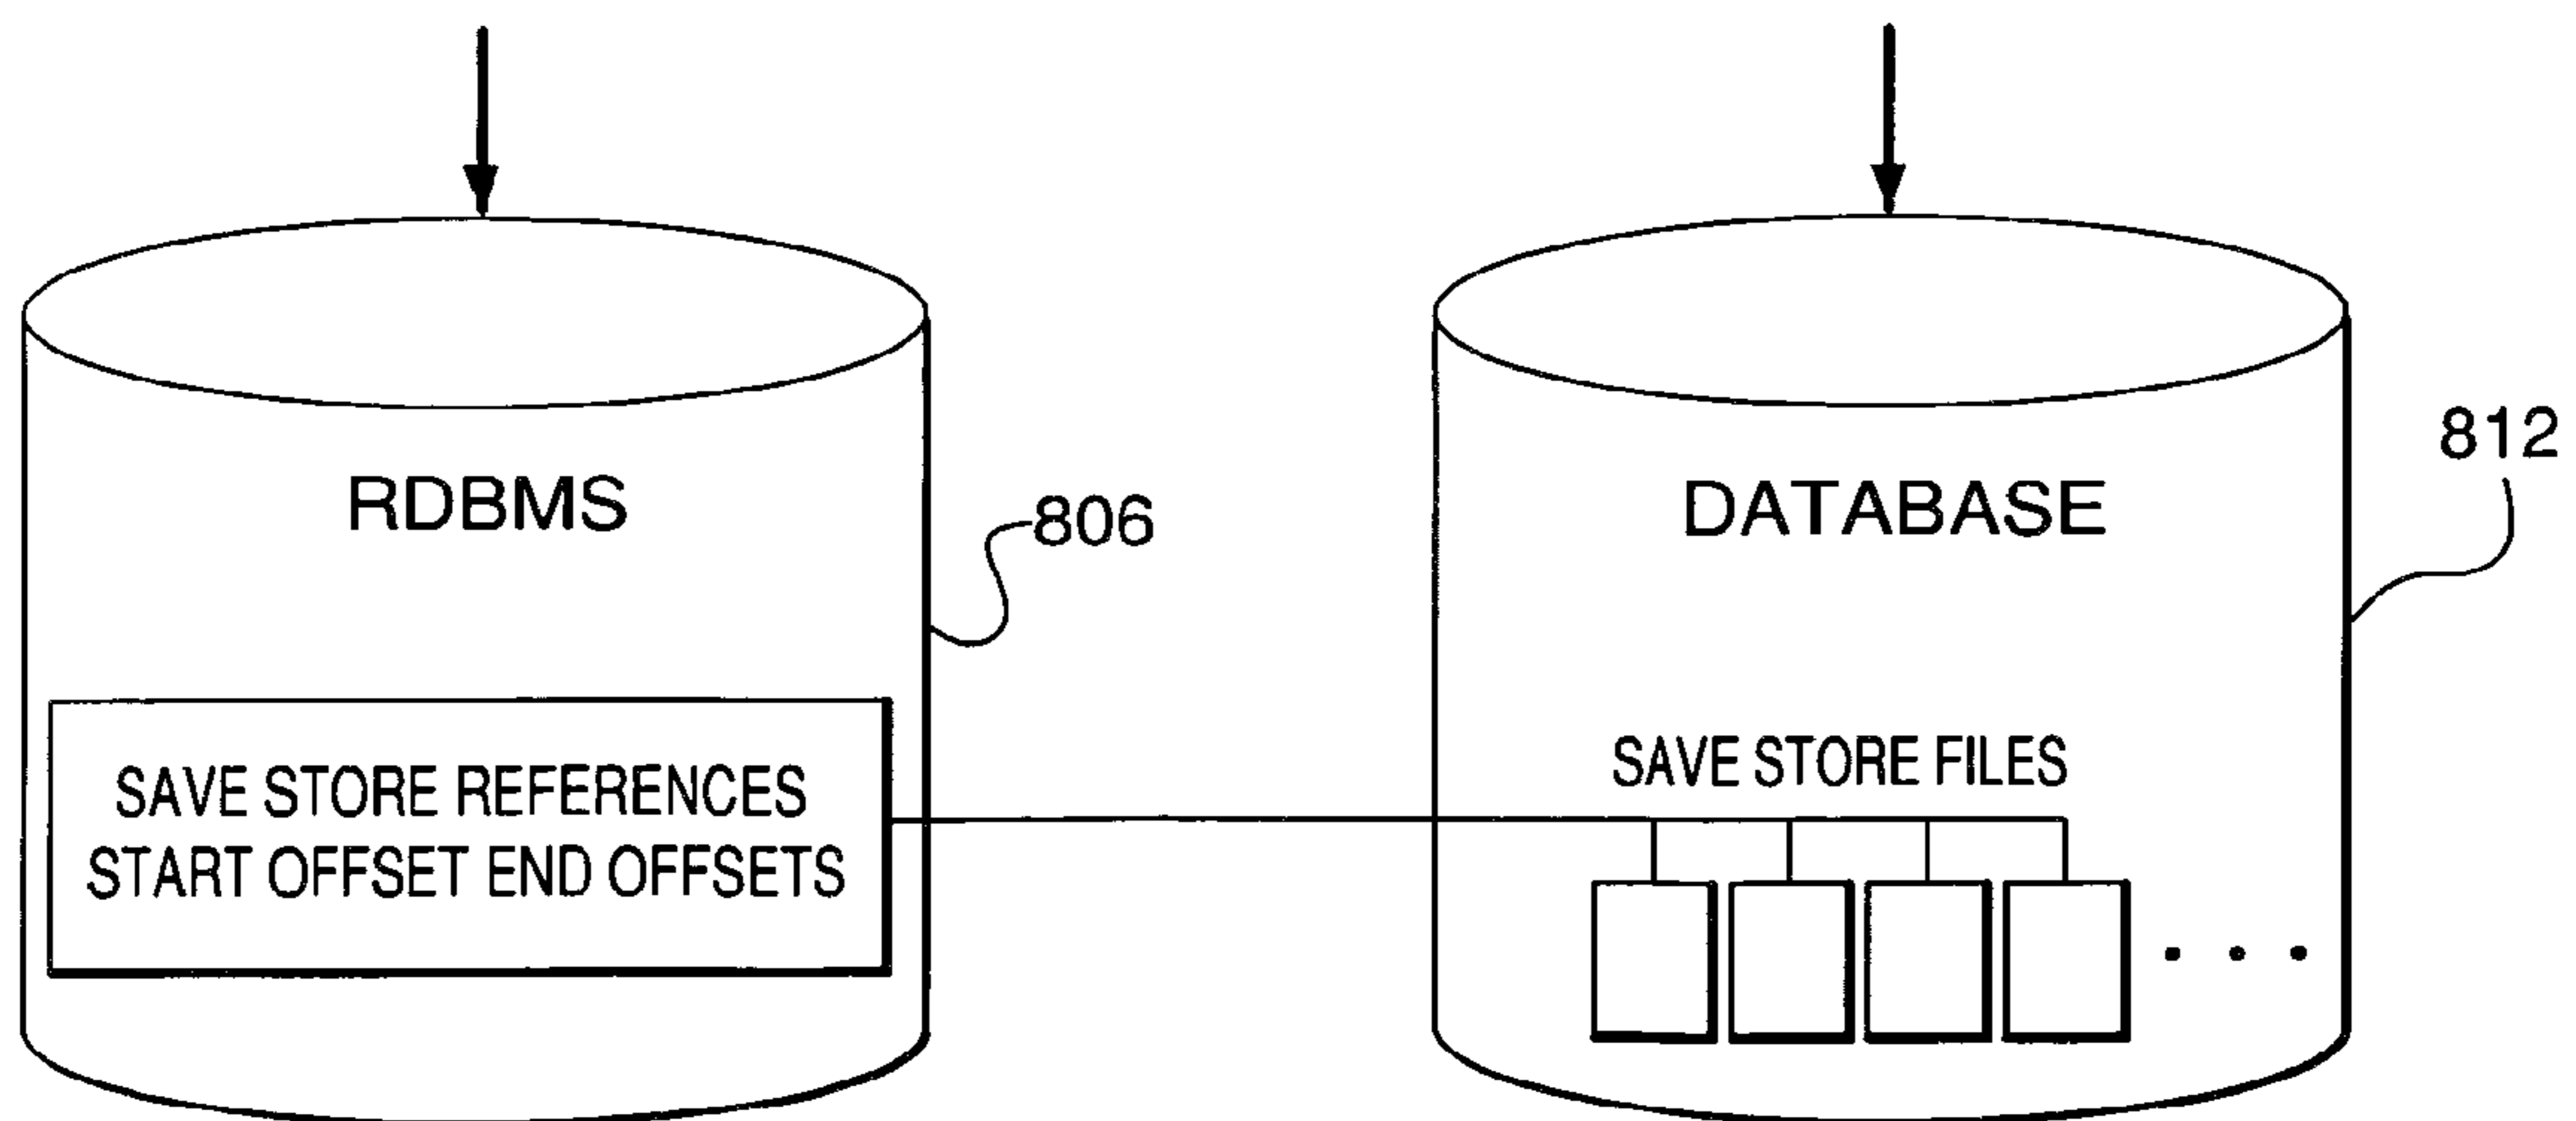 RDBMS
806
SAVE STORE REFERENCES
START OFFSET END OFFSETS
DATABASE
812
SAVE STORE FILES